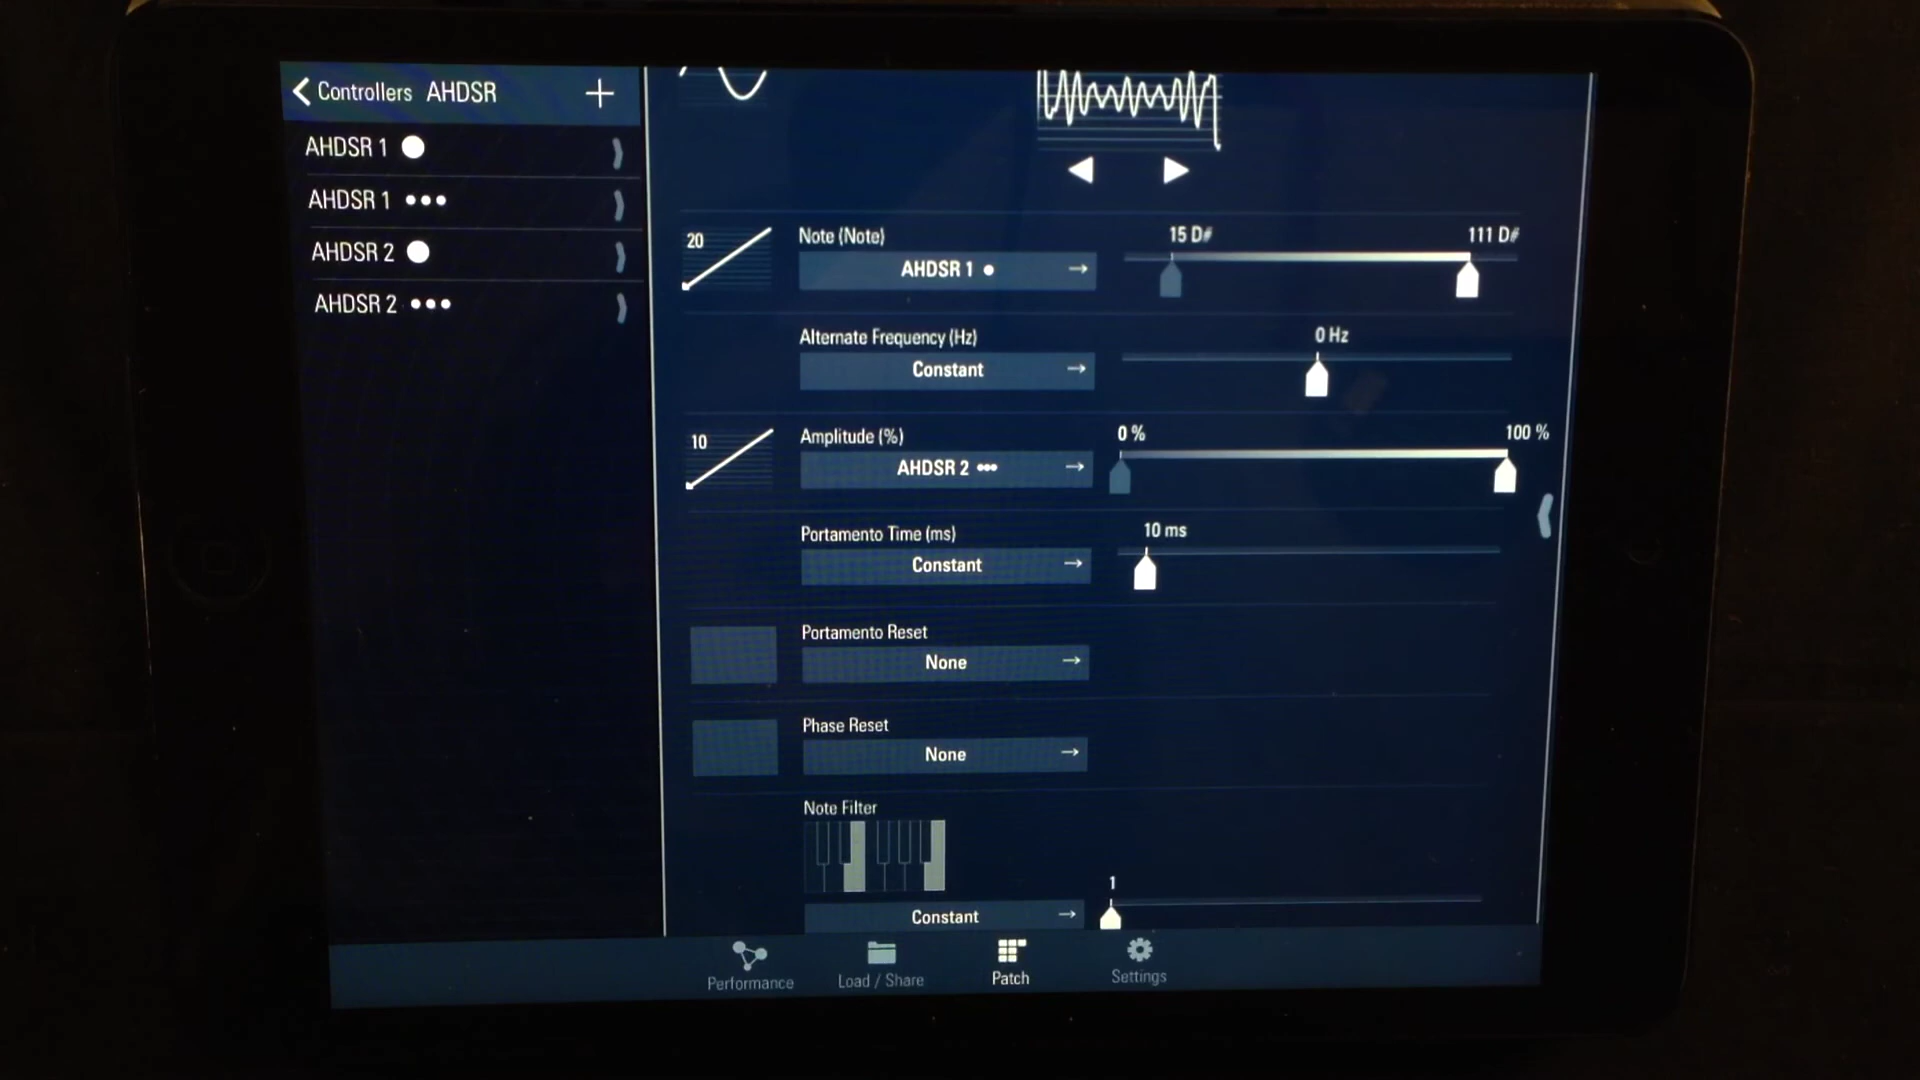 Controllers AHDSR +
AHDSR 1
AHDSR 1
AHDSR 2
AHDSR 2
20
Note (Note)
AHDSR 1
15 D#
111 D#
Alternate Frequency (Hz)
Constant
0 Hz
10
Amplitude (%)
AHDSR 2
0 %
100 %
Portamento Time (ms)
Constant
10 ms
Portamento Reset
None
Phase Reset
None
Note Filter
Constant
1
Performance
Load / Share
Patch
Settings